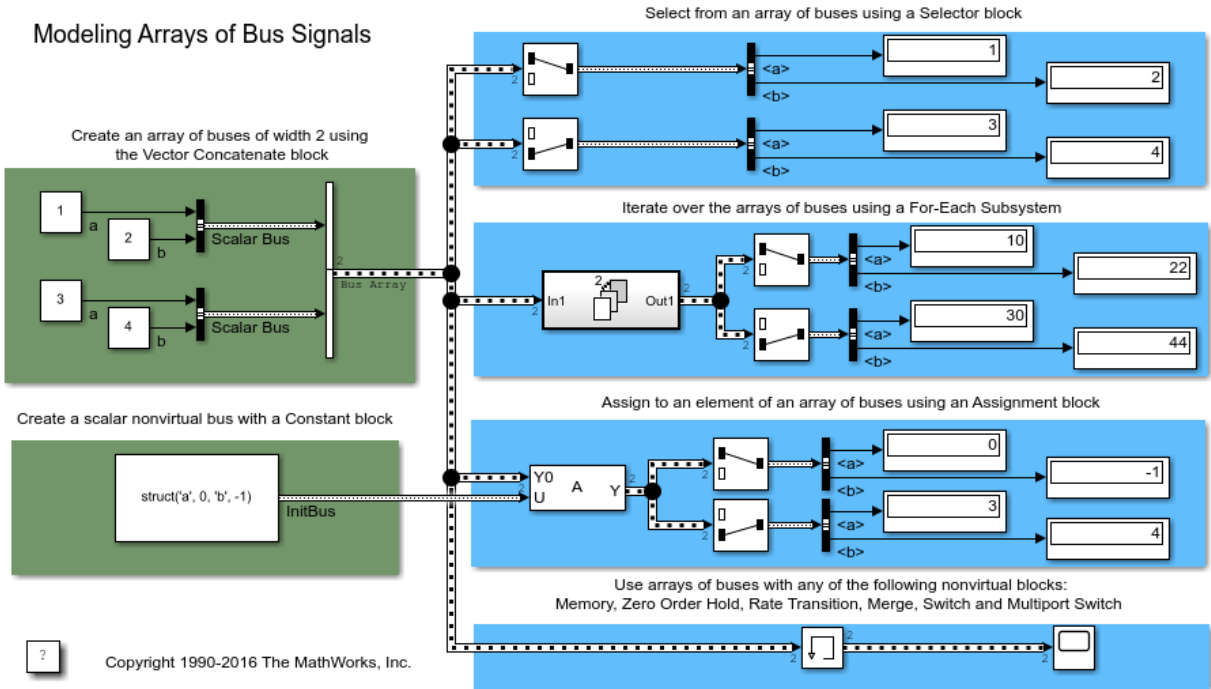 Modeling Arrays of Bus Signals
Create an array of buses of width 2 using
the Vector Concatenate block
1
a
2
b
Scalar Bus
3
a
4
b
Scalar Bus
2
Bus Array
Create a scalar nonvirtual bus with a Constant block
struct('a', 0, 'b', -1)
InitBus
?
Copyright 1990-2016 The MathWorks, Inc.
Select from an array of buses using a Selector block
2
<a>
<b>
1
2
2
<a>
<b>
3
4
Iterate over the arrays of buses using a For-Each Subsystem
2
In1
2
Out1
2
2
<a>
<b>
10
22
2
<a>
<b>
30
44
Assign to an element of an array of buses using an Assignment block
2
Y0
U
A
Y
2
2
<a>
<b>
0
-1
2
<a>
<b>
3
4
Use arrays of buses with any of the following nonvirtual blocks:
Memory, Zero Order Hold, Rate Transition, Merge, Switch and Multiport Switch
2
2
2